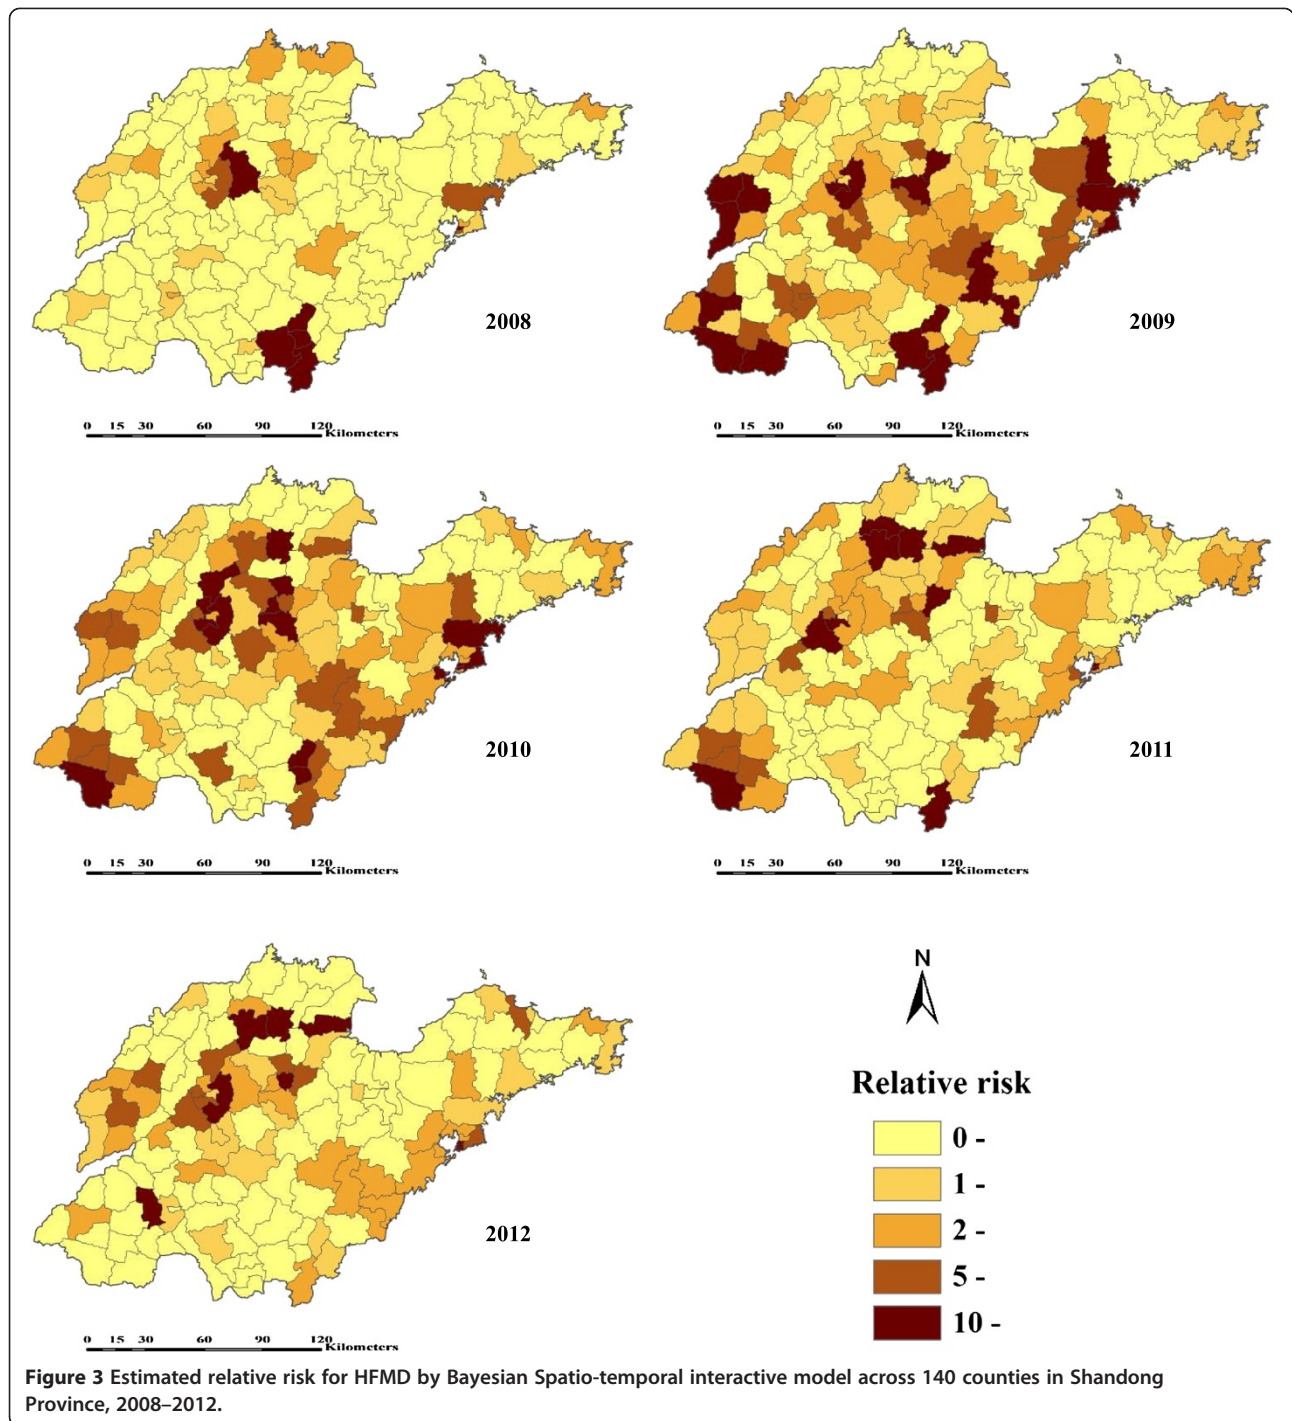 2008
2009
0 15 30 60 90 120
Kilometers
0 15 30 60 90 120
Kilometers
2010
2011
0 15 30 60 90 120
Kilometers
0 15 30 60 90 120
Kilometers
N
Relative risk
0 -
1 -
2 -
5 -
10 -
2012
0 15 30 60 90 120
Kilometers
Figure 3 Estimated relative risk for HFMD by Bayesian Spatio-temporal interactive model across 140 counties in Shandong
Province, 2008–2012.